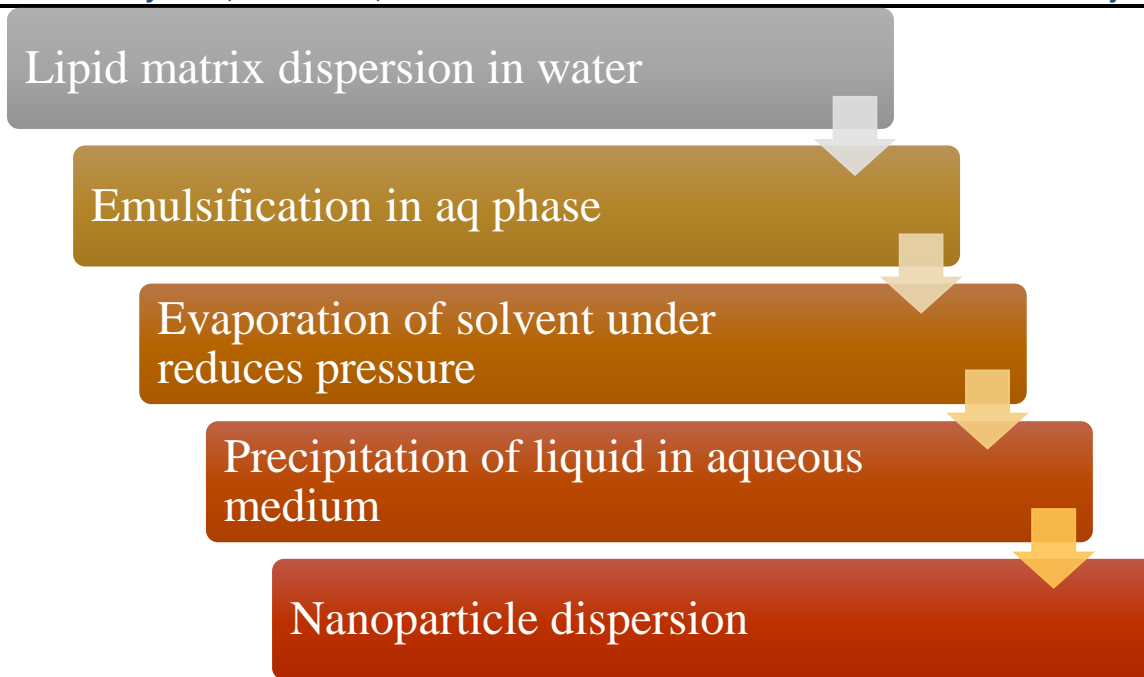 Lipid matrix dispersion in water
Emulsification in aq phase
Evaporation of solvent under
reduces pressure
Precipitation of liquid in aqueous
medium
Nanoparticle dispersion